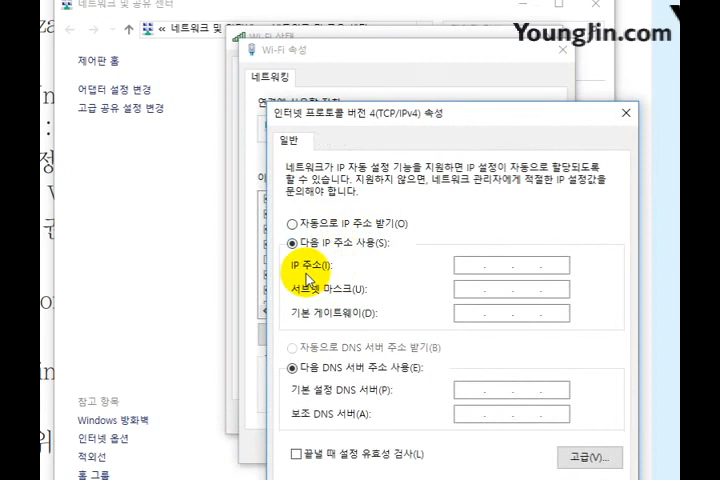 네트워크 및 공유 센터
YoungJin.com
« 네트워크 및
Wi-Fi 상태
Wi-Fi 속성
제어판 홈
네트워킹
어댑터 설정 변경
고급 공유 설정 변경
인터넷 프로토콜 버전 4(TCP/IPv4) 속성
일반
네트워크가 IP 자동 설정 기능을 지원하면 IP 설정이 자동으로 할당되도록
할 수 있습니다. 지원하지 않으면, 네트워크 관리자에게 적절한 IP 설정값을
문의해야 합니다.
자동으로 IP 주소 받기(O)
다음 IP 주소 사용(S):
IP 주소(I):
서브넷 마스크(U):
기본 게이트웨이(D):
자동으로 DNS 서버 주소 받기(B)
다음 DNS 서버 주소 사용(E):
기본 설정 DNS 서버(P):
보조 DNS 서버(A):
끝낼 때 설정 유효성 검사(L)
고급(V)...
참고 항목
Windows 방화벽
인터넷 옵션
적외선
홈 그룹